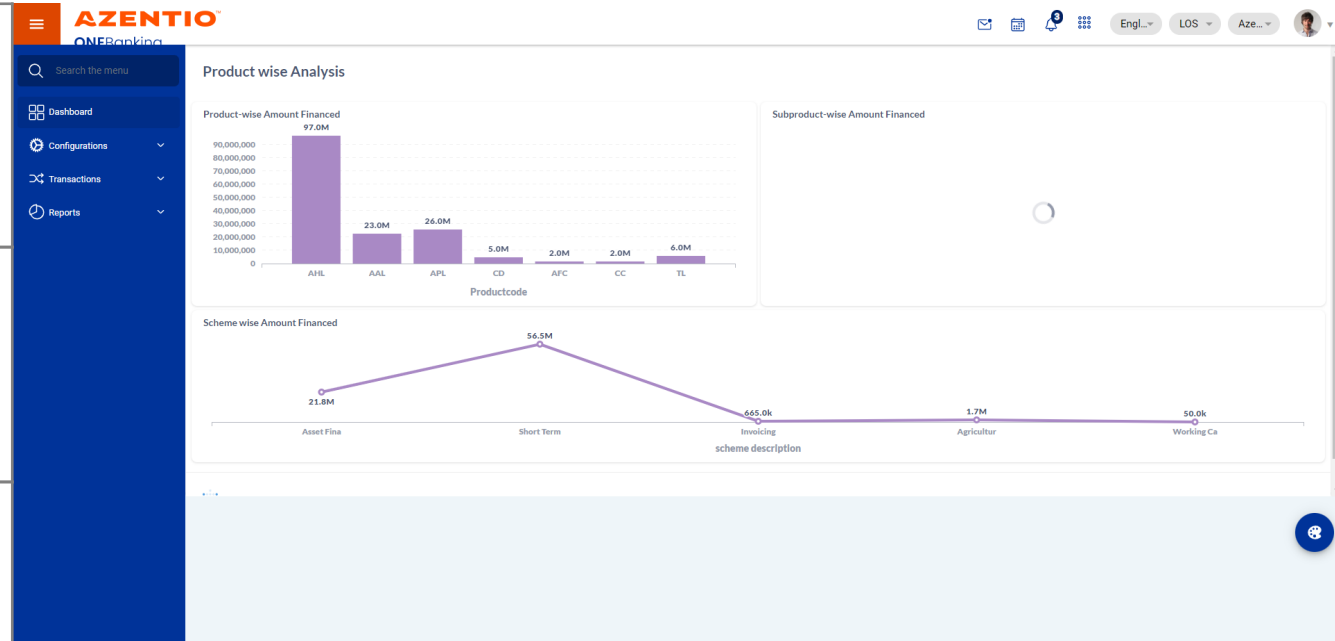 AZENTIO
ONEBanking
3
Engl...
LOS
Aze...
Search the menu
Dashboard
Configurations
Transactions
Reports
Product wise Analysis
Product-wise Amount Financed
97.0M
90,000,000
80,000,000
70,000,000
60,000,000
50,000,000
40,000,000
30,000,000
20,000,000
10,000,000
0
23.0M
26.0M
5.0M
2.0M
2.0M
6.0M
AHL
AAL
APL
CD
AFC
CC
TL
Productcode
Subproduct-wise Amount Financed
Scheme wise Amount Financed
56.5M
21.8M
665.0k
1.7M
50.0k
Asset Fina
Short Term
Invoicing
Agricultur
Working Ca
scheme description